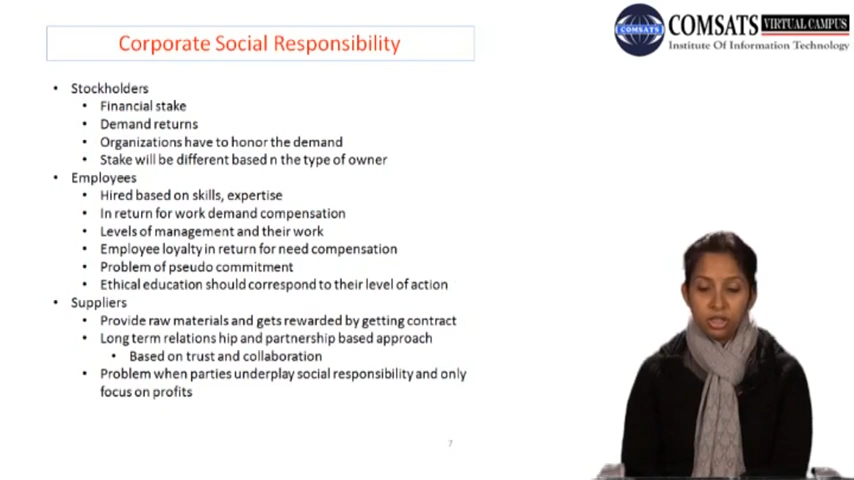 Corporate Social Responsibility
COMSATS VIRTUAL CAMPUS
COMSATS
Institute Of Information Technology
• Stockholders
• Financial stake
• Demand returns
• Organizations have to honor the demand
• Stake will be different based n the type of owner
• Employees
• Hired based on skills, expertise
• In return for work demand compensation
• Levels of management and their work
• Employee loyalty in return for need compensation
• Problem of pseudo commitment
• Ethical education should correspond to their level of action
• Suppliers
• Provide raw materials and gets rewarded by getting contract
• Long term relations hip and partnership based approach
• Based on trust and collaboration
• Problem when parties underplay social responsibility and only
focus on profits
7